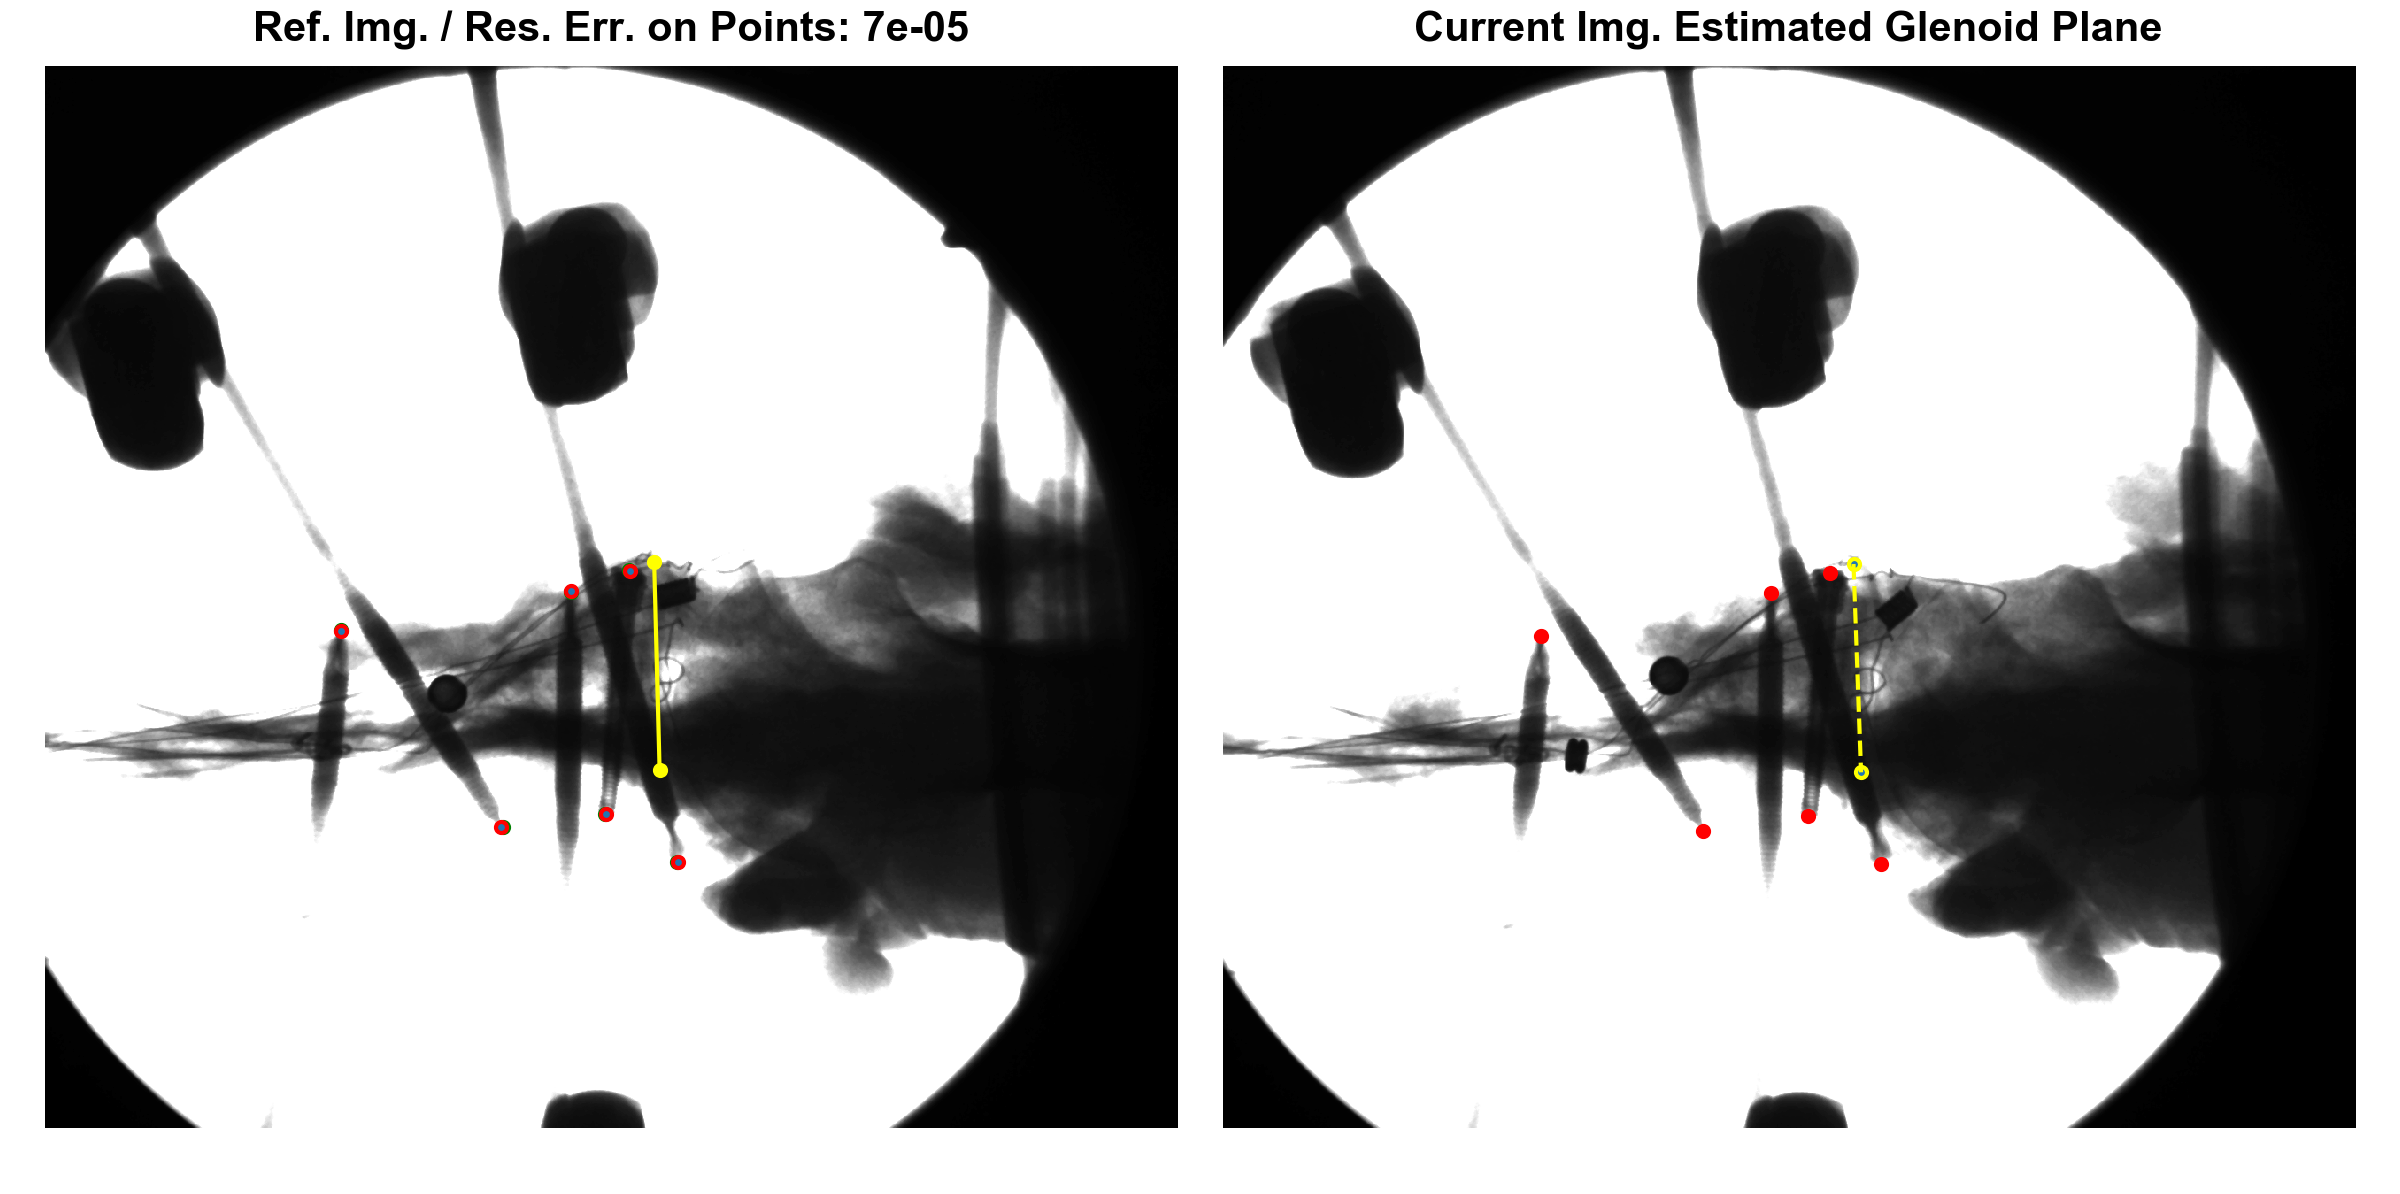 Ref. Img. / Res. Err. on Points: 7e-05
Current Img. Estimated Glenoid Plane